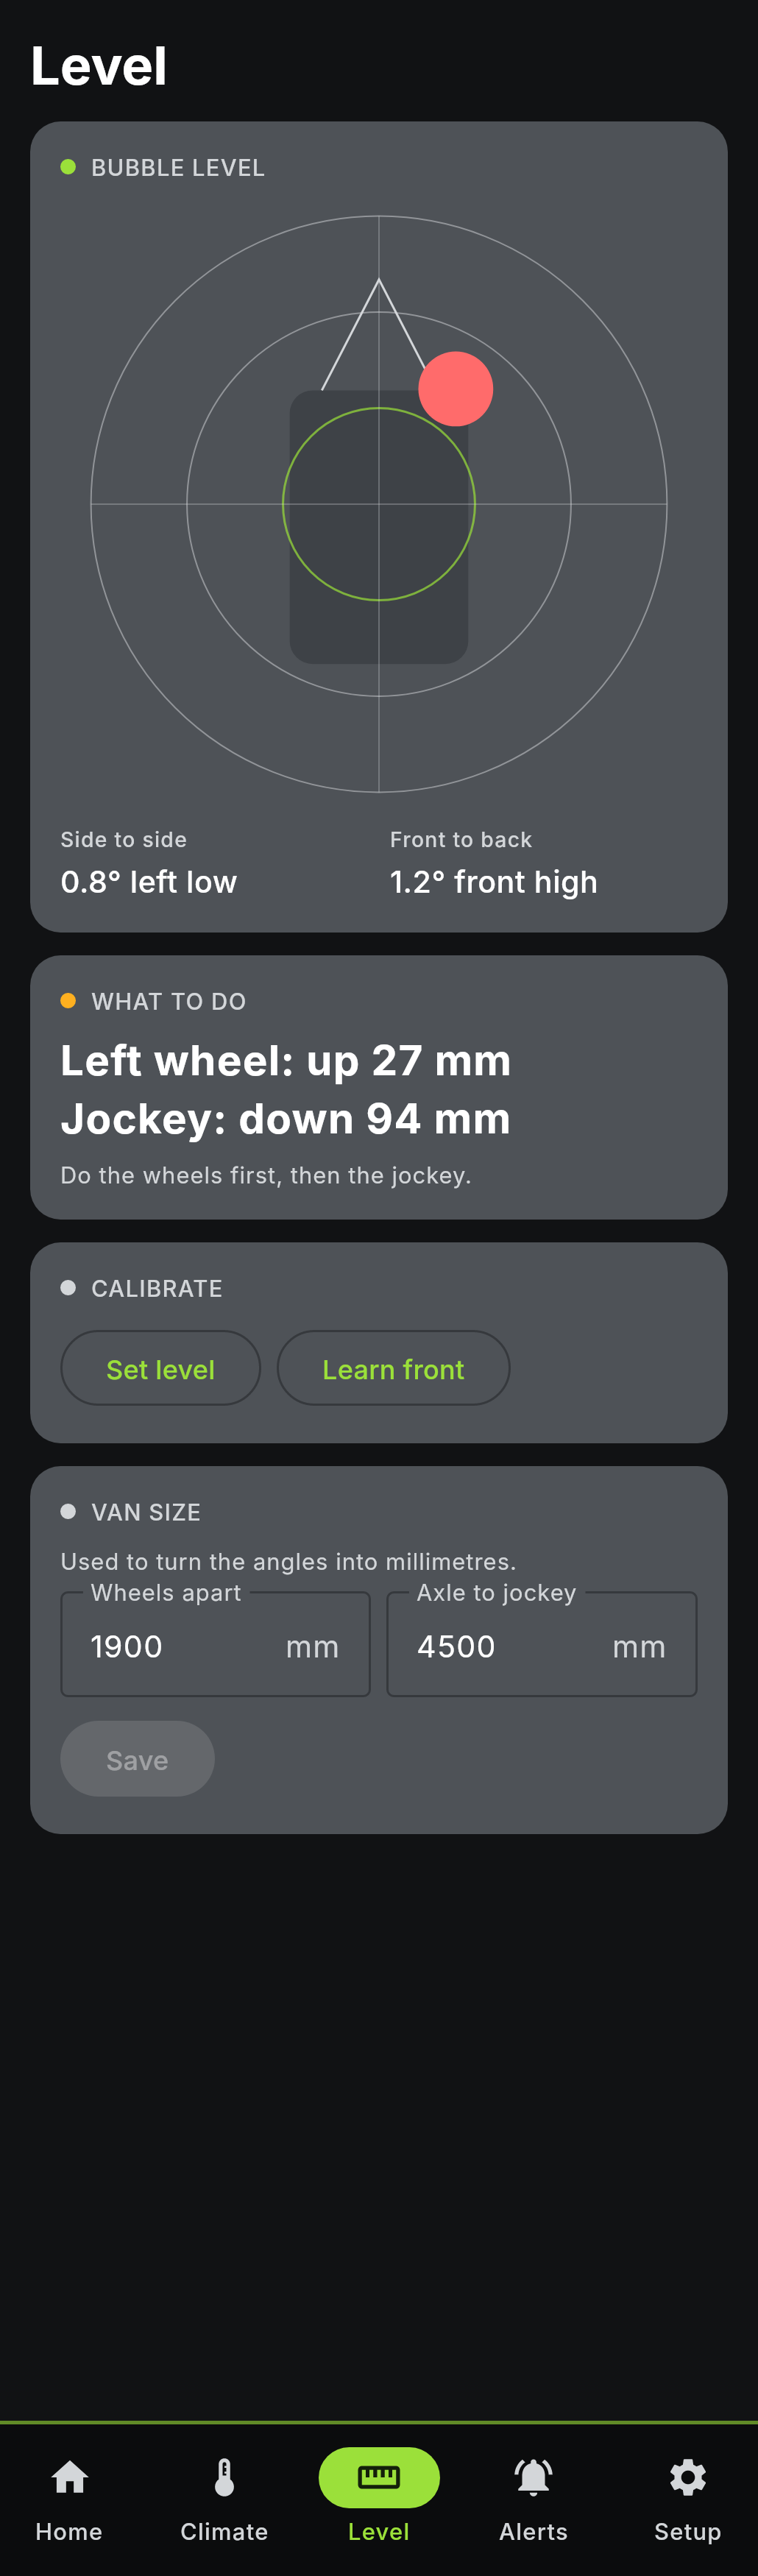 Level
BUBBLE LEVEL
Side to side
0.8° left low
Front to back
1.2° front high
WHAT TO DO
Left wheel: up 27 mm
Jockey: down 94 mm
Do the wheels first, then the jockey.
CALIBRATE
Set level
Learn front
VAN SIZE
Used to turn the angles into millimetres.
Wheels apart
1900 mm
Axle to jockey
4500 mm
Save
Home
Climate
Level
Alerts
Setup